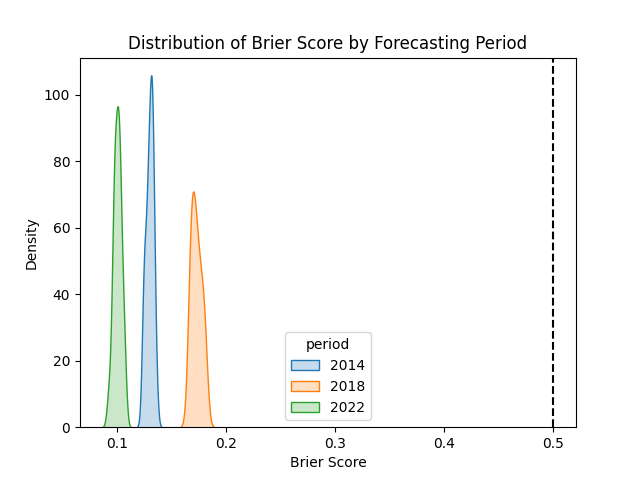 Distribution of Brier Score by Forecasting Period
Density
100
80
60
40
20
0
0.1 0.2 0.3 0.4 0.5
Brier Score
period
2014
2018
2022